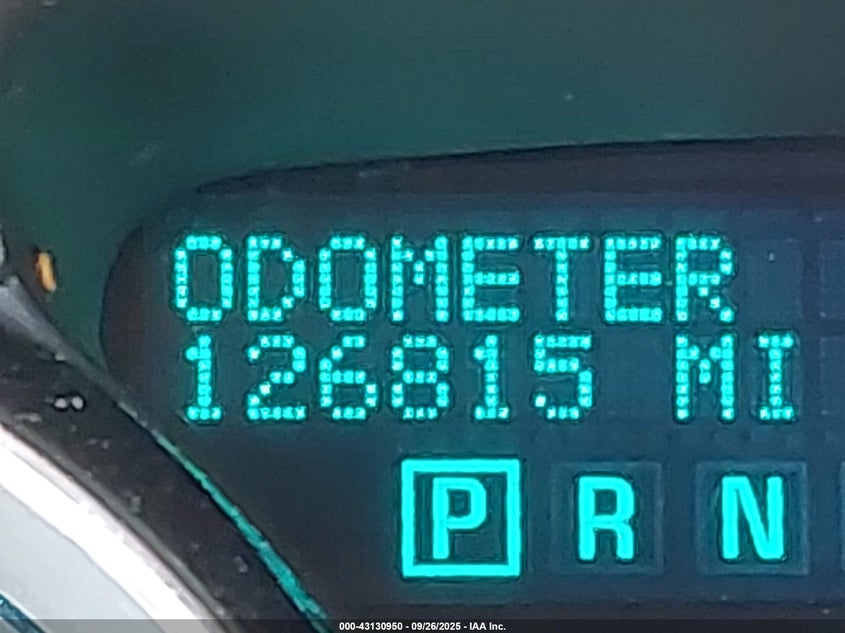 ODOMETER
126815 MI
P R N
000-43130950 - 09/26/2025 - IAA Inc.